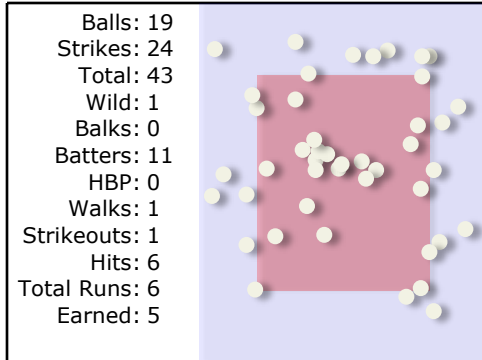 Balls: 19
Strikes: 24
Total: 43
Wild: 1
Balks: 0
Batters: 11
HBP: 0
Walks: 1
Strikeouts: 1
Hits: 6
Total Runs: 6
Earned: 5